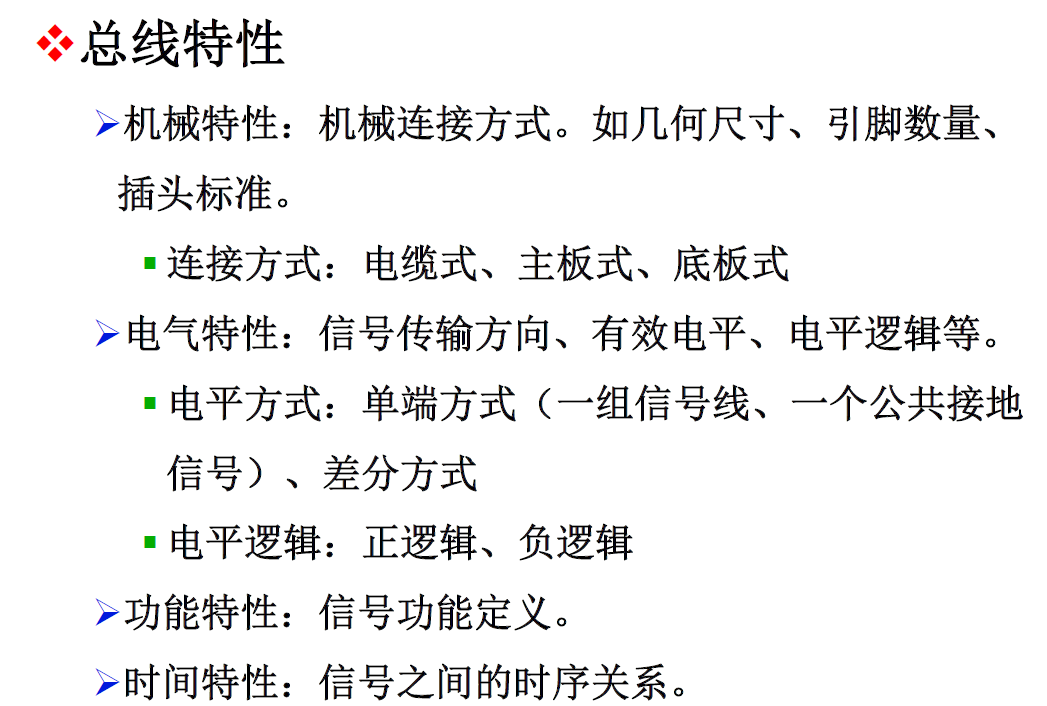 总线特性
机械特性：机械连接方式。如几何尺寸、引脚数量、
插头标准。
连接方式：电缆式、主板式、底板式
电气特性：信号传输方向、有效电平、电平逻辑等。
电平方式：单端方式（一组信号线、一个公共接地
信号）、差分方式
电平逻辑：正逻辑、负逻辑
功能特性：信号功能定义。
时间特性：信号之间的时序关系。